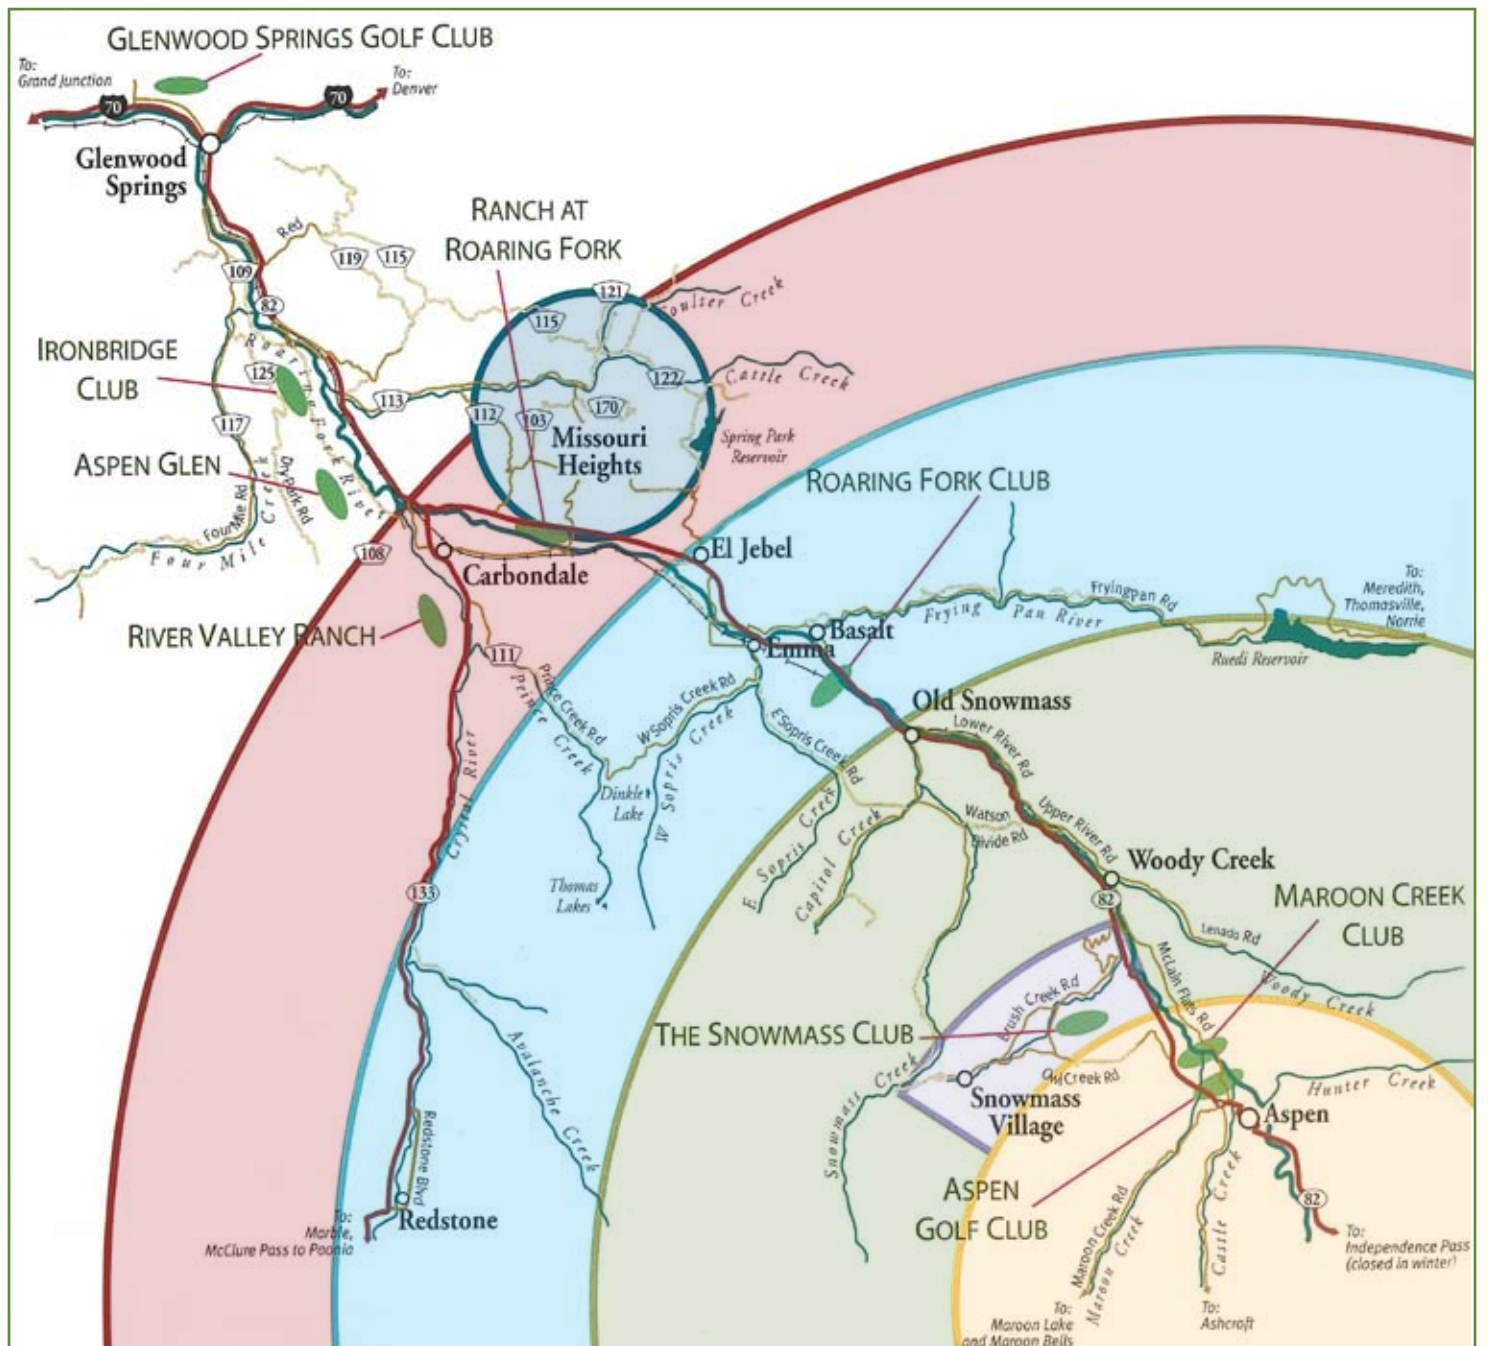 GLENWOOD SPRINGS GOLF CLUB
To:
Grand Junction
To:
Denver
70
70
Glenwood
Springs
RANCH AT
ROARING FORK
Red
119
115
109
82
121
115
Coulter Creek
IRONBRIDGE
CLUB
Roaring Fork River
125
113
122
Castle Creek
112
103
170
117
Missouri
Heights
Spring Park
Reservoir
ASPEN GLEN
ROARING FORK CLUB
Four Mile Rd
Dry Park Rd
Four Mile Creek
108
El Jebel
Carbondale
To:
Meredith,
Thomasville,
Norrie
FryingPan Rd
Frying Pan River
RIVER VALLEY RANCH
Basalt
Emma
Ruedi Reservoir
111
Prince Creek Rd
Prince Creek
W Sopris Creek Rd
W Sopris Creek
E Sopris Creek Rd
Old Snowmass
Lower River Rd
Crystal River
Dinkle
Lake
E Sopris Creek
Capitol Creek
Watson
Divide Rd
Upper River Rd
Woody Creek
133
Thomas
Lakes
82
MAROON CREEK
CLUB
Lenado Rd
McLain Flats Rd
Woody Creek
Brush Creek Rd
THE SNOWMASS CLUB
Avalanche Creek
Snowmass Creek
Owl Creek Rd
Snowmass
Village
Hunter Creek
Aspen
Redstone Blvd
ASPEN
GOLF CLUB
Redstone
To:
Marble,
McClure Pass to Paonia
Maroon Creek Rd
Maroon Creek
Castle Creek
82
To:
Independence Pass
(closed in winter)
To:
Maroon Lake
and Maroon Bells
To:
Ashcroft